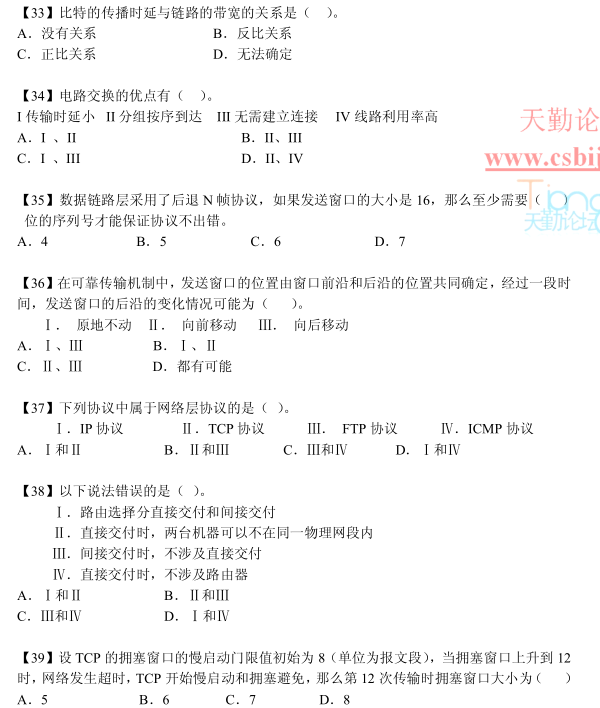 【33】比特的传播时延与链路的带宽的关系是（ ）。
A．没有关系 B．反比关系
C．正比关系 D．无法确定
【34】电路交换的优点有（ ）。
I 传输时延小 II 分组按序到达 III 无需建立连接 IV 线路利用率高
A．I 、II B．II、III
C．I 、III D．II、IV
天勤论
www.csbij
【35】数据链路层采用了后退 N 帧协议，如果发送窗口的大小是 16，那么至少需要（ ）
位的序列号才能保证协议不出错。
A．4 B．5 C．6 D．7
Tianq
天勤论坛
【36】在可靠传输机制中，发送窗口的位置由窗口前沿和后沿的位置共同确定，经过一段时
间，发送窗口的后沿的变化情况可能为（ ）。
Ⅰ． 原地不动 Ⅱ． 向前移动 Ⅲ． 向后移动
A．Ⅰ、Ⅲ B．Ⅰ、Ⅱ
C．Ⅱ、Ⅲ D．都有可能
【37】下列协议中属于网络层协议的是（ ）。
Ⅰ．IP 协议 Ⅱ．TCP 协议 Ⅲ． FTP 协议 Ⅳ．ICMP 协议
A．Ⅰ和Ⅱ B．Ⅱ和Ⅲ C．Ⅲ和Ⅳ D．Ⅰ和Ⅳ
【38】以下说法错误的是（ ）。
Ⅰ．路由选择分直接交付和间接交付
Ⅱ．直接交付时，两台机器可以不在同一物理网段内
Ⅲ．间接交付时，不涉及直接交付
Ⅳ．直接交付时，不涉及路由器
A．Ⅰ和Ⅱ B．Ⅱ和Ⅲ
C．Ⅲ和Ⅳ D．Ⅰ和Ⅳ
【39】设 TCP 的拥塞窗口的慢启动门限值初始为 8（单位为报文段），当拥塞窗口上升到 12
时，网络发生超时，TCP 开始慢启动和拥塞避免，那么第 12 次传输时拥塞窗口大小为（ ）
A．5 B．6 C．7 D．8